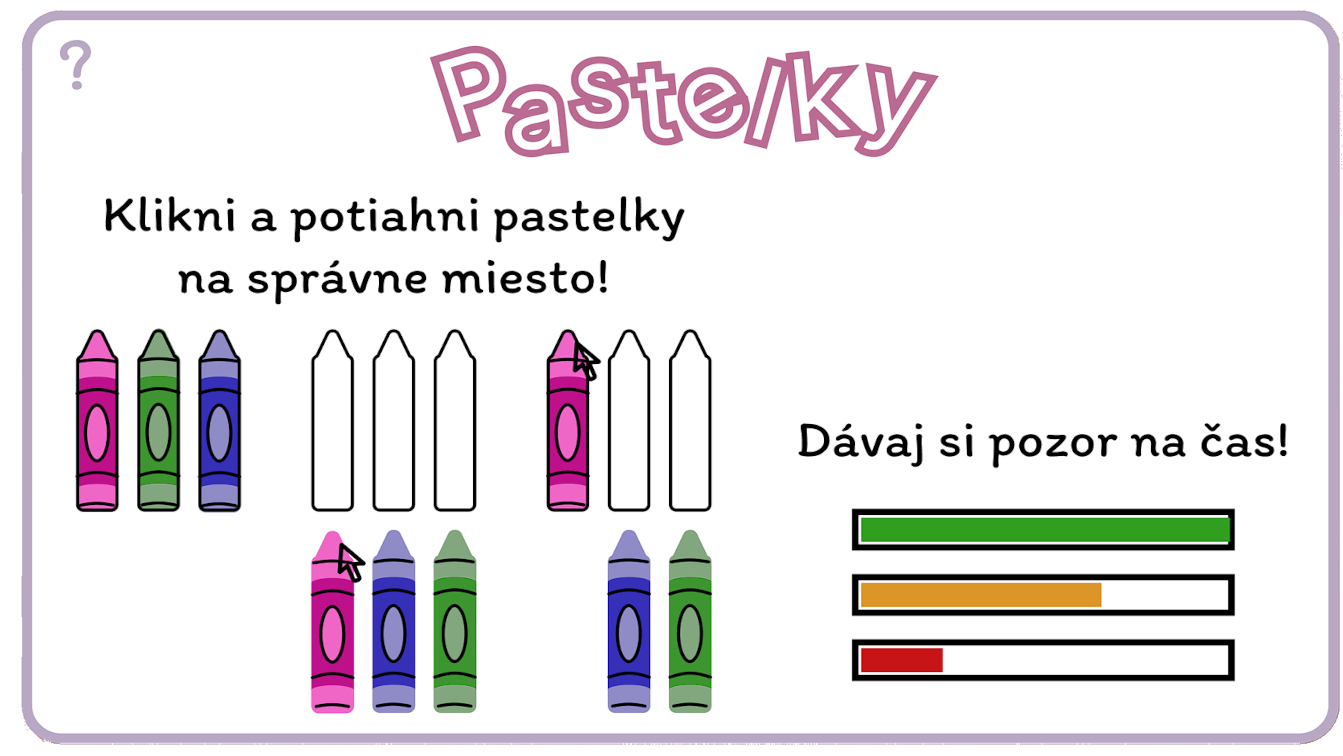 ?
Pastelky
Klikni a potiahni pastelky
na správne miesto!
Dávaj si pozor na čas!